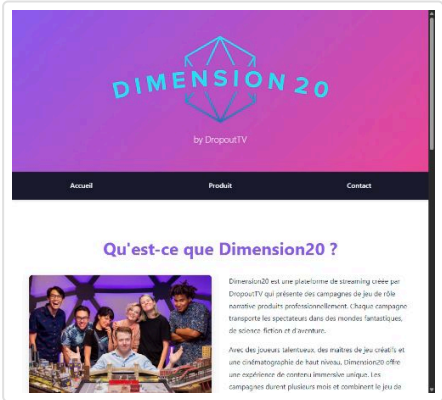 DIMENSION 20
by DropoutTV
Accueil Produit Contact
Qu'est-ce que Dimension20 ?
Dimension20 est une plateforme de streaming créée par
DropoutTV qui présente des campagnes de jeu de rôle
narrative produits professionnellement. Chaque campagne
transporte les spectateurs dans des mondes fantastiques,
de science-fiction et d'aventure.
Avec des joueurs talentueux, des maîtres de jeu créatifs et
une cinématographie de haut niveau, Dimension20 offre
une expérience de contenu immersive unique. Les
campagnes durent plusieurs mois et combinent le jeu de